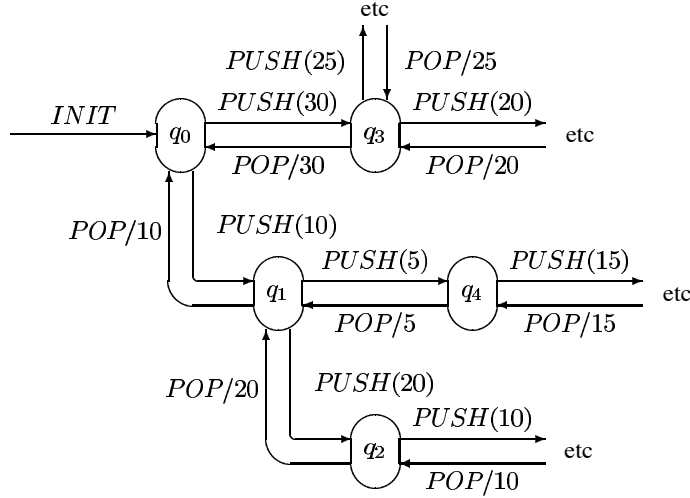 etc
PUSH(25) POP/25
INIT PUSH(30) PUSH(20)
q0 q3 etc
POP/30 POP/20
POP/10 PUSH(10)
PUSH(5) PUSH(15)
q1 q4 etc
POP/5 POP/15
POP/20 PUSH(20)
PUSH(10)
q2 etc
POP/10